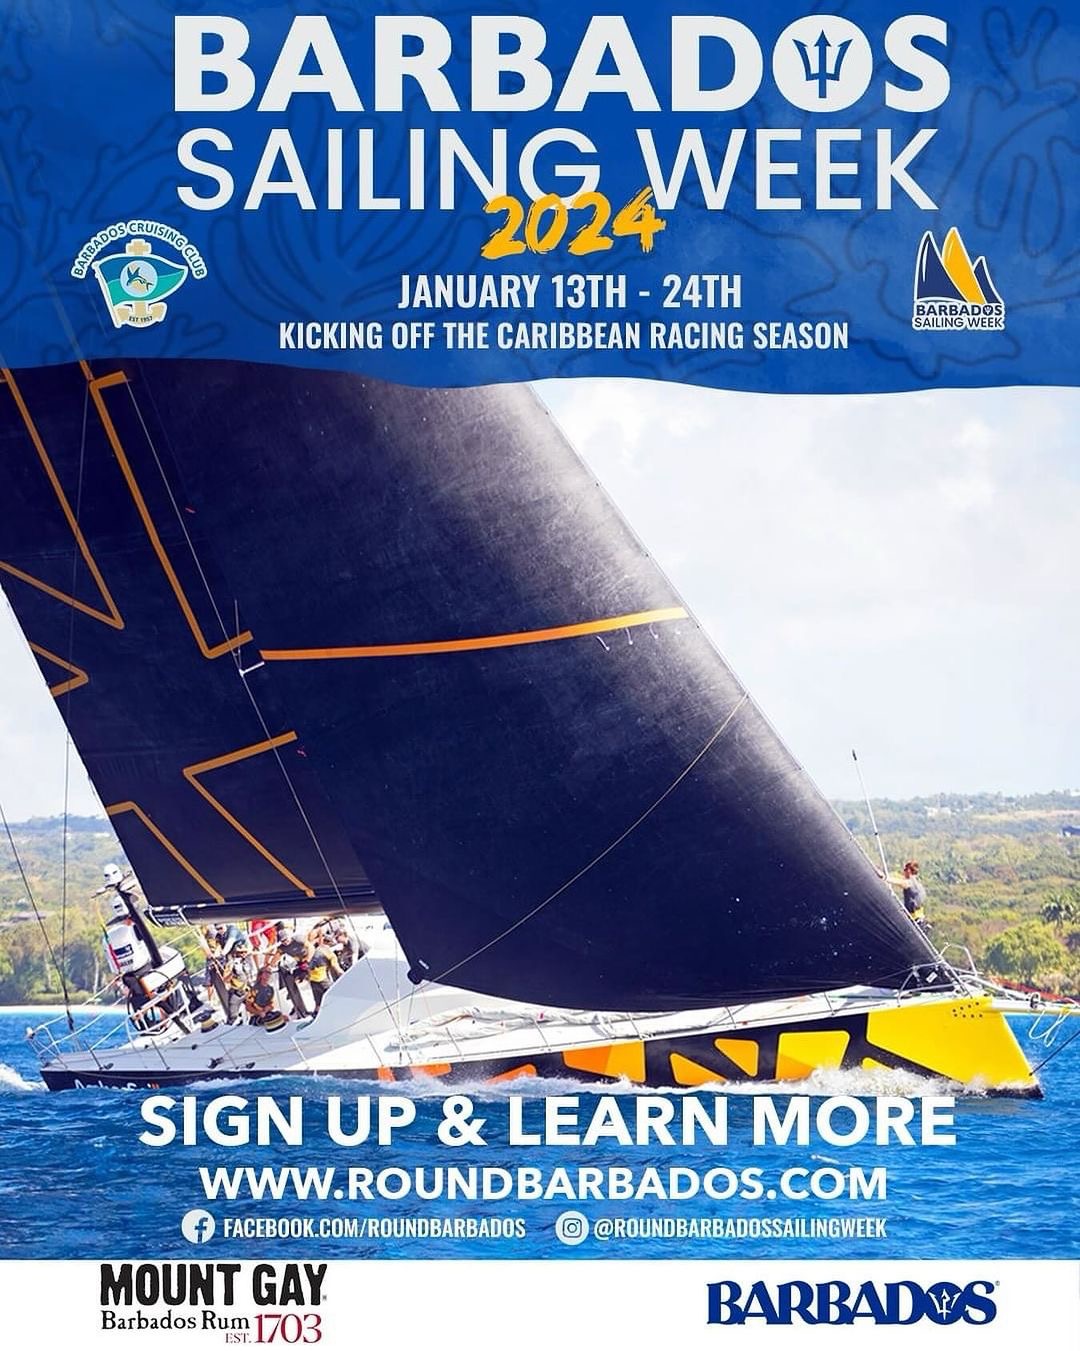 BARBADOS
SAILING WEEK
2024
BARBADOS CRUISING CLUB
EST 1957
BARBADOS
SAILING WEEK
JANUARY 13TH - 24TH
KICKING OFF THE CARIBBEAN RACING SEASON
SIGN UP & LEARN MORE
WWW.ROUNDBARBADOS.COM
FACEBOOK.COM/ROUNDBARBADOS @ROUNDBARBADOSSAILINGWEEK
MOUNT GAY
Barbados Rum
EST. 1703
BARBADOS